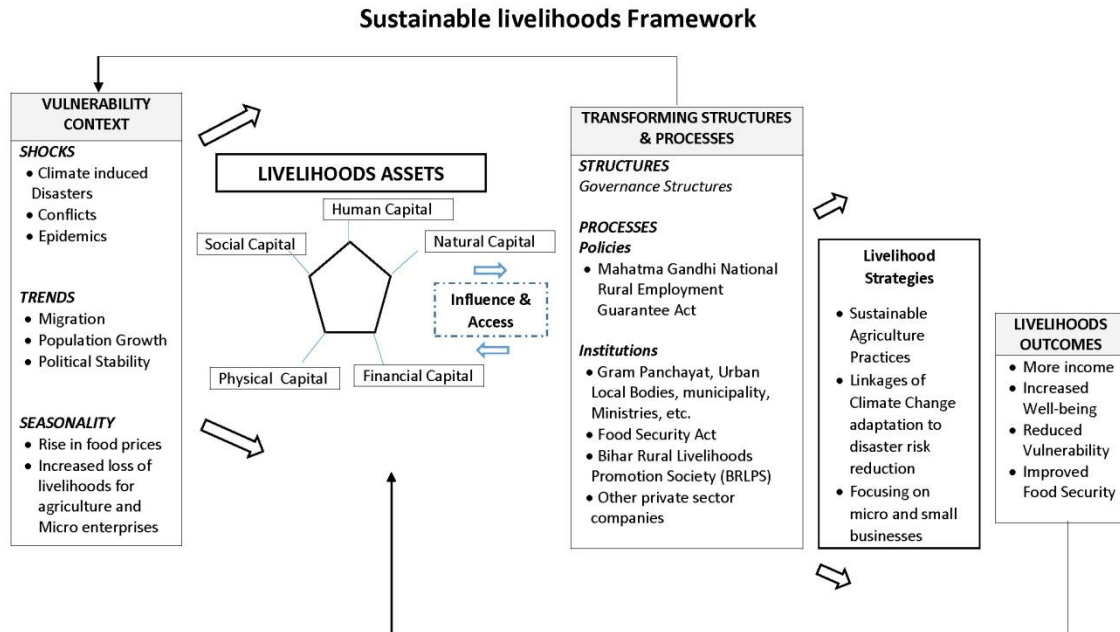 Sustainable livelihoods Framework
VULNERABILITY
CONTEXT
SHOCKS
• Climate induced
Disasters
• Conflicts
• Epidemics
TRENDS
• Migration
• Population Growth
• Political Stability
SEASONALITY
• Rise in food prices
• Increased loss of
livelihoods for
agriculture and
Micro enterprises
LIVELIHOODS ASSETS
Human Capital
Social Capital
Natural Capital
Physical Capital
Financial Capital
Influence &
Access
TRANSFORMING STRUCTURES
& PROCESSES
STRUCTURES
Governance Structures
PROCESSES
Policies
• Mahatma Gandhi National
Rural Employment
Guarantee Act
Institutions
• Gram Panchayat, Urban
Local Bodies, municipality,
Ministries, etc.
• Food Security Act
• Bihar Rural Livelihoods
Promotion Society (BRLPS)
• Other private sector
companies
Livelihood
Strategies
• Sustainable
Agriculture
Practices
• Linkages of
Climate Change
adaptation to
disaster risk
reduction
• Focusing on
micro and small
businesses
LIVELIHOODS
OUTCOMES
• More income
• Increased
Well-being
• Reduced
Vulnerability
• Improved
Food Security